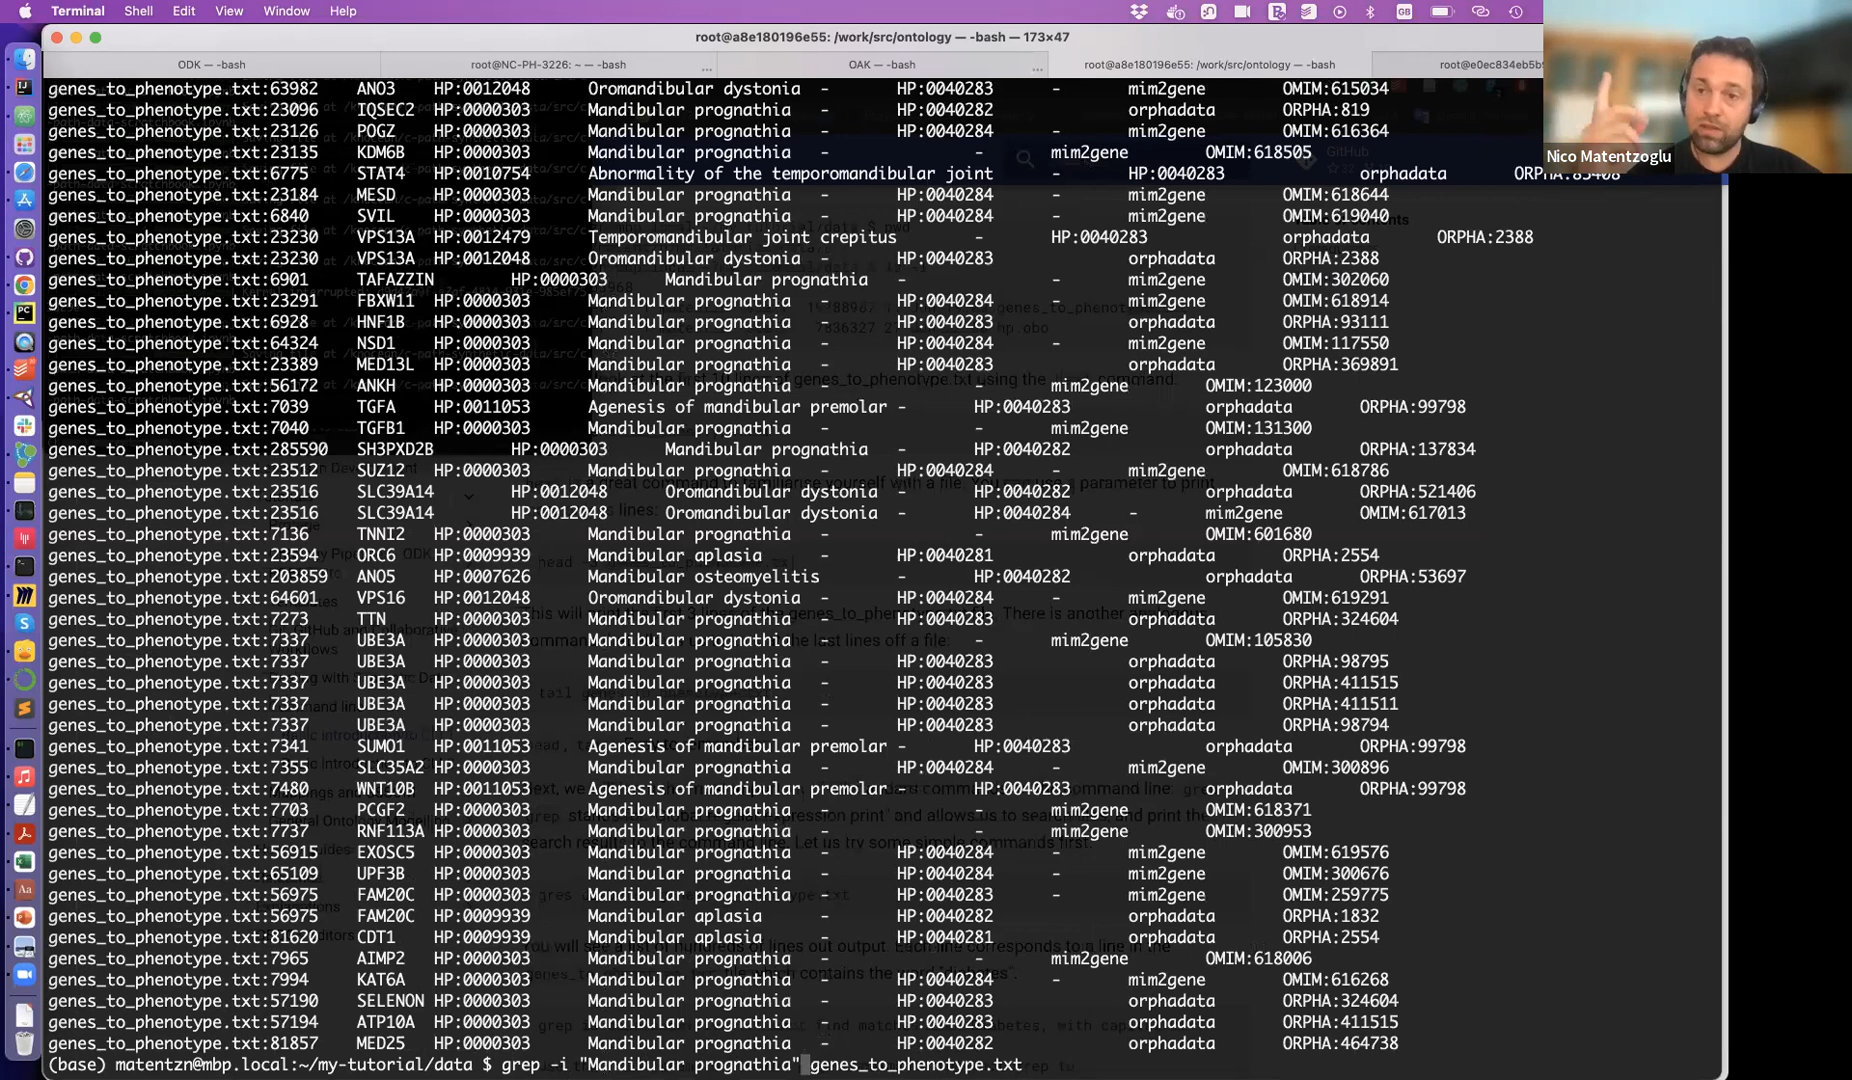 Terminal Shell Edit View Window Help
root@a8e180196e55: /work/src/ontology — -bash — 173×47
ODK — -bash root@NC-PH-3226: ~ — -bash OAK — -bash root@a8e180196e55: /work/src/ontology — -bash
Nico Matentzoglu
genes_to_phenotype.txt:63982 ANO3 HP:0012048 Oromandibular dystonia - HP:0040283 - mim2gene OMIM:615034
genes_to_phenotype.txt:23096 IQSEC2 HP:0000303 Mandibular prognathia - HP:0040282 orphadata ORPHA:819
genes_to_phenotype.txt:23126 POGZ HP:0000303 Mandibular prognathia - HP:0040284 - mim2gene OMIM:616364
genes_to_phenotype.txt:23135 KDM6B HP:0000303 Mandibular prognathia - - mim2gene OMIM:618505
genes_to_phenotype.txt:6775 STAT4 HP:0010754 Abnormality of the temporomandibular joint - HP:0040283 orphadata
genes_to_phenotype.txt:23184 MESD HP:0000303 Mandibular prognathia - HP:0040284 - mim2gene OMIM:618644
genes_to_phenotype.txt:6840 SVIL HP:0000303 Mandibular prognathia - HP:0040284 - mim2gene OMIM:619040
genes_to_phenotype.txt:23230 VPS13A HP:0012479 Temporomandibular joint crepitus - HP:0040283 orphadata ORPHA:2388
genes_to_phenotype.txt:23230 VPS13A HP:0012048 Oromandibular dystonia - HP:0040283 orphadata ORPHA:2388
genes_to_phenotype.txt:6901 TAFAZZIN HP:0000303 Mandibular prognathia - - mim2gene OMIM:302060
genes_to_phenotype.txt:23291 FBXW11 HP:0000303 Mandibular prognathia - HP:0040284 - mim2gene OMIM:618914
genes_to_phenotype.txt:6928 HNF1B HP:0000303 Mandibular prognathia - HP:0040283 orphadata ORPHA:93111
genes_to_phenotype.txt:64324 NSD1 HP:0000303 Mandibular prognathia - HP:0040284 - mim2gene OMIM:117550
genes_to_phenotype.txt:23389 MED13L HP:0000303 Mandibular prognathia - HP:0040283 orphadata ORPHA:369891
genes_to_phenotype.txt:56172 ANKH HP:0000303 Mandibular prognathia - - mim2gene OMIM:123000
genes_to_phenotype.txt:7039 TGFA HP:0011053 Agenesis of mandibular premolar - HP:0040283 orphadata ORPHA:99798
genes_to_phenotype.txt:7040 TGFB1 HP:0000303 Mandibular prognathia - - mim2gene OMIM:131300
genes_to_phenotype.txt:285590 SH3PXD2B HP:0000303 Mandibular prognathia - HP:0040282 orphadata ORPHA:137834
genes_to_phenotype.txt:23512 SUZ12 HP:0000303 Mandibular prognathia - HP:0040284 - mim2gene OMIM:618786
genes_to_phenotype.txt:23516 SLC39A14 HP:0012048 Oromandibular dystonia - HP:0040282 orphadata ORPHA:521406
genes_to_phenotype.txt:23516 SLC39A14 HP:0012048 Oromandibular dystonia - HP:0040284 - mim2gene OMIM:617013
genes_to_phenotype.txt:7136 TNNI2 HP:0000303 Mandibular prognathia - - mim2gene OMIM:601680
genes_to_phenotype.txt:23594 ORC6 HP:0009939 Mandibular aplasia - HP:0040281 orphadata ORPHA:2554
genes_to_phenotype.txt:203859 ANO5 HP:0007626 Mandibular osteomyelitis - HP:0040282 orphadata ORPHA:53697
genes_to_phenotype.txt:64601 VPS16 HP:0012048 Oromandibular dystonia - HP:0040284 - mim2gene OMIM:619291
genes_to_phenotype.txt:7273 TTN HP:0000303 Mandibular prognathia - HP:0040283 orphadata ORPHA:324604
genes_to_phenotype.txt:7337 UBE3A HP:0000303 Mandibular prognathia - - mim2gene OMIM:105830
genes_to_phenotype.txt:7337 UBE3A HP:0000303 Mandibular prognathia - HP:0040283 orphadata ORPHA:98795
genes_to_phenotype.txt:7337 UBE3A HP:0000303 Mandibular prognathia - HP:0040283 orphadata ORPHA:411515
genes_to_phenotype.txt:7337 UBE3A HP:0000303 Mandibular prognathia - HP:0040283 orphadata ORPHA:411511
genes_to_phenotype.txt:7337 UBE3A HP:0000303 Mandibular prognathia - HP:0040283 orphadata ORPHA:98794
genes_to_phenotype.txt:7341 SUMO1 HP:0011053 Agenesis of mandibular premolar - HP:0040283 orphadata ORPHA:99798
genes_to_phenotype.txt:7355 SLC35A2 HP:0000303 Mandibular prognathia - HP:0040284 - mim2gene OMIM:300896
genes_to_phenotype.txt:7480 WNT10B HP:0011053 Agenesis of mandibular premolar - HP:0040283 orphadata ORPHA:99798
genes_to_phenotype.txt:7703 PCGF2 HP:0000303 Mandibular prognathia - - mim2gene OMIM:618371
genes_to_phenotype.txt:7737 RNF113A HP:0000303 Mandibular prognathia - - mim2gene OMIM:300953
genes_to_phenotype.txt:56915 EXOSC5 HP:0000303 Mandibular prognathia - HP:0040284 - mim2gene OMIM:619576
genes_to_phenotype.txt:65109 UPF3B HP:0000303 Mandibular prognathia - HP:0040284 - mim2gene OMIM:300676
genes_to_phenotype.txt:56975 FAM20C HP:0000303 Mandibular prognathia - HP:0040284 - mim2gene OMIM:259775
genes_to_phenotype.txt:56975 FAM20C HP:0009939 Mandibular aplasia - HP:0040282 orphadata ORPHA:1832
genes_to_phenotype.txt:81620 CDT1 HP:0009939 Mandibular aplasia - HP:0040281 orphadata ORPHA:2554
genes_to_phenotype.txt:7965 AIMP2 HP:0000303 Mandibular prognathia - - mim2gene OMIM:618006
genes_to_phenotype.txt:7994 KAT6A HP:0000303 Mandibular prognathia - HP:0040284 - mim2gene OMIM:616268
genes_to_phenotype.txt:57190 SELENON HP:0000303 Mandibular prognathia - HP:0040283 orphadata ORPHA:324604
genes_to_phenotype.txt:57194 ATP10A HP:0000303 Mandibular prognathia - HP:0040283 orphadata ORPHA:411515
genes_to_phenotype.txt:81857 MED25 HP:0000303 Mandibular prognathia - HP:0040282 orphadata ORPHA:464738
(base) matentzn@mbp.local:~/my-tutorial/data $ grep -i "Mandibular prognathia" genes_to_phenotype.txt